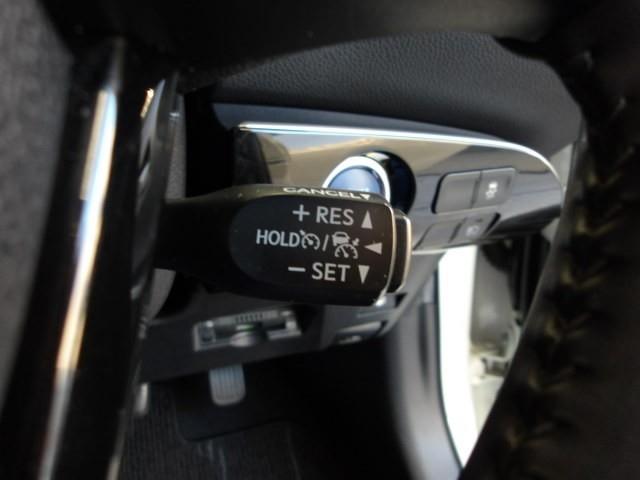 CANCEL▼
+ RES ▲
HOLD / ◀
− SET ▼